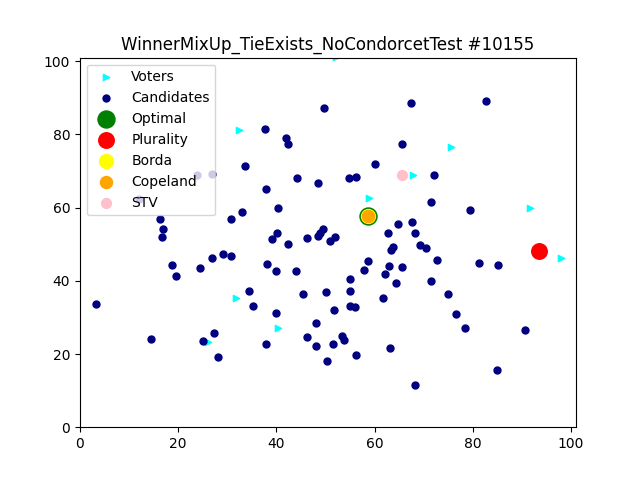 WinnerMixUp_TieExists_NoCondorcetTest #10155
Voters
Candidates
Optimal
Plurality
Borda
Copeland
STV
100
80
60
40
20
0
0 20 40 60 80 100